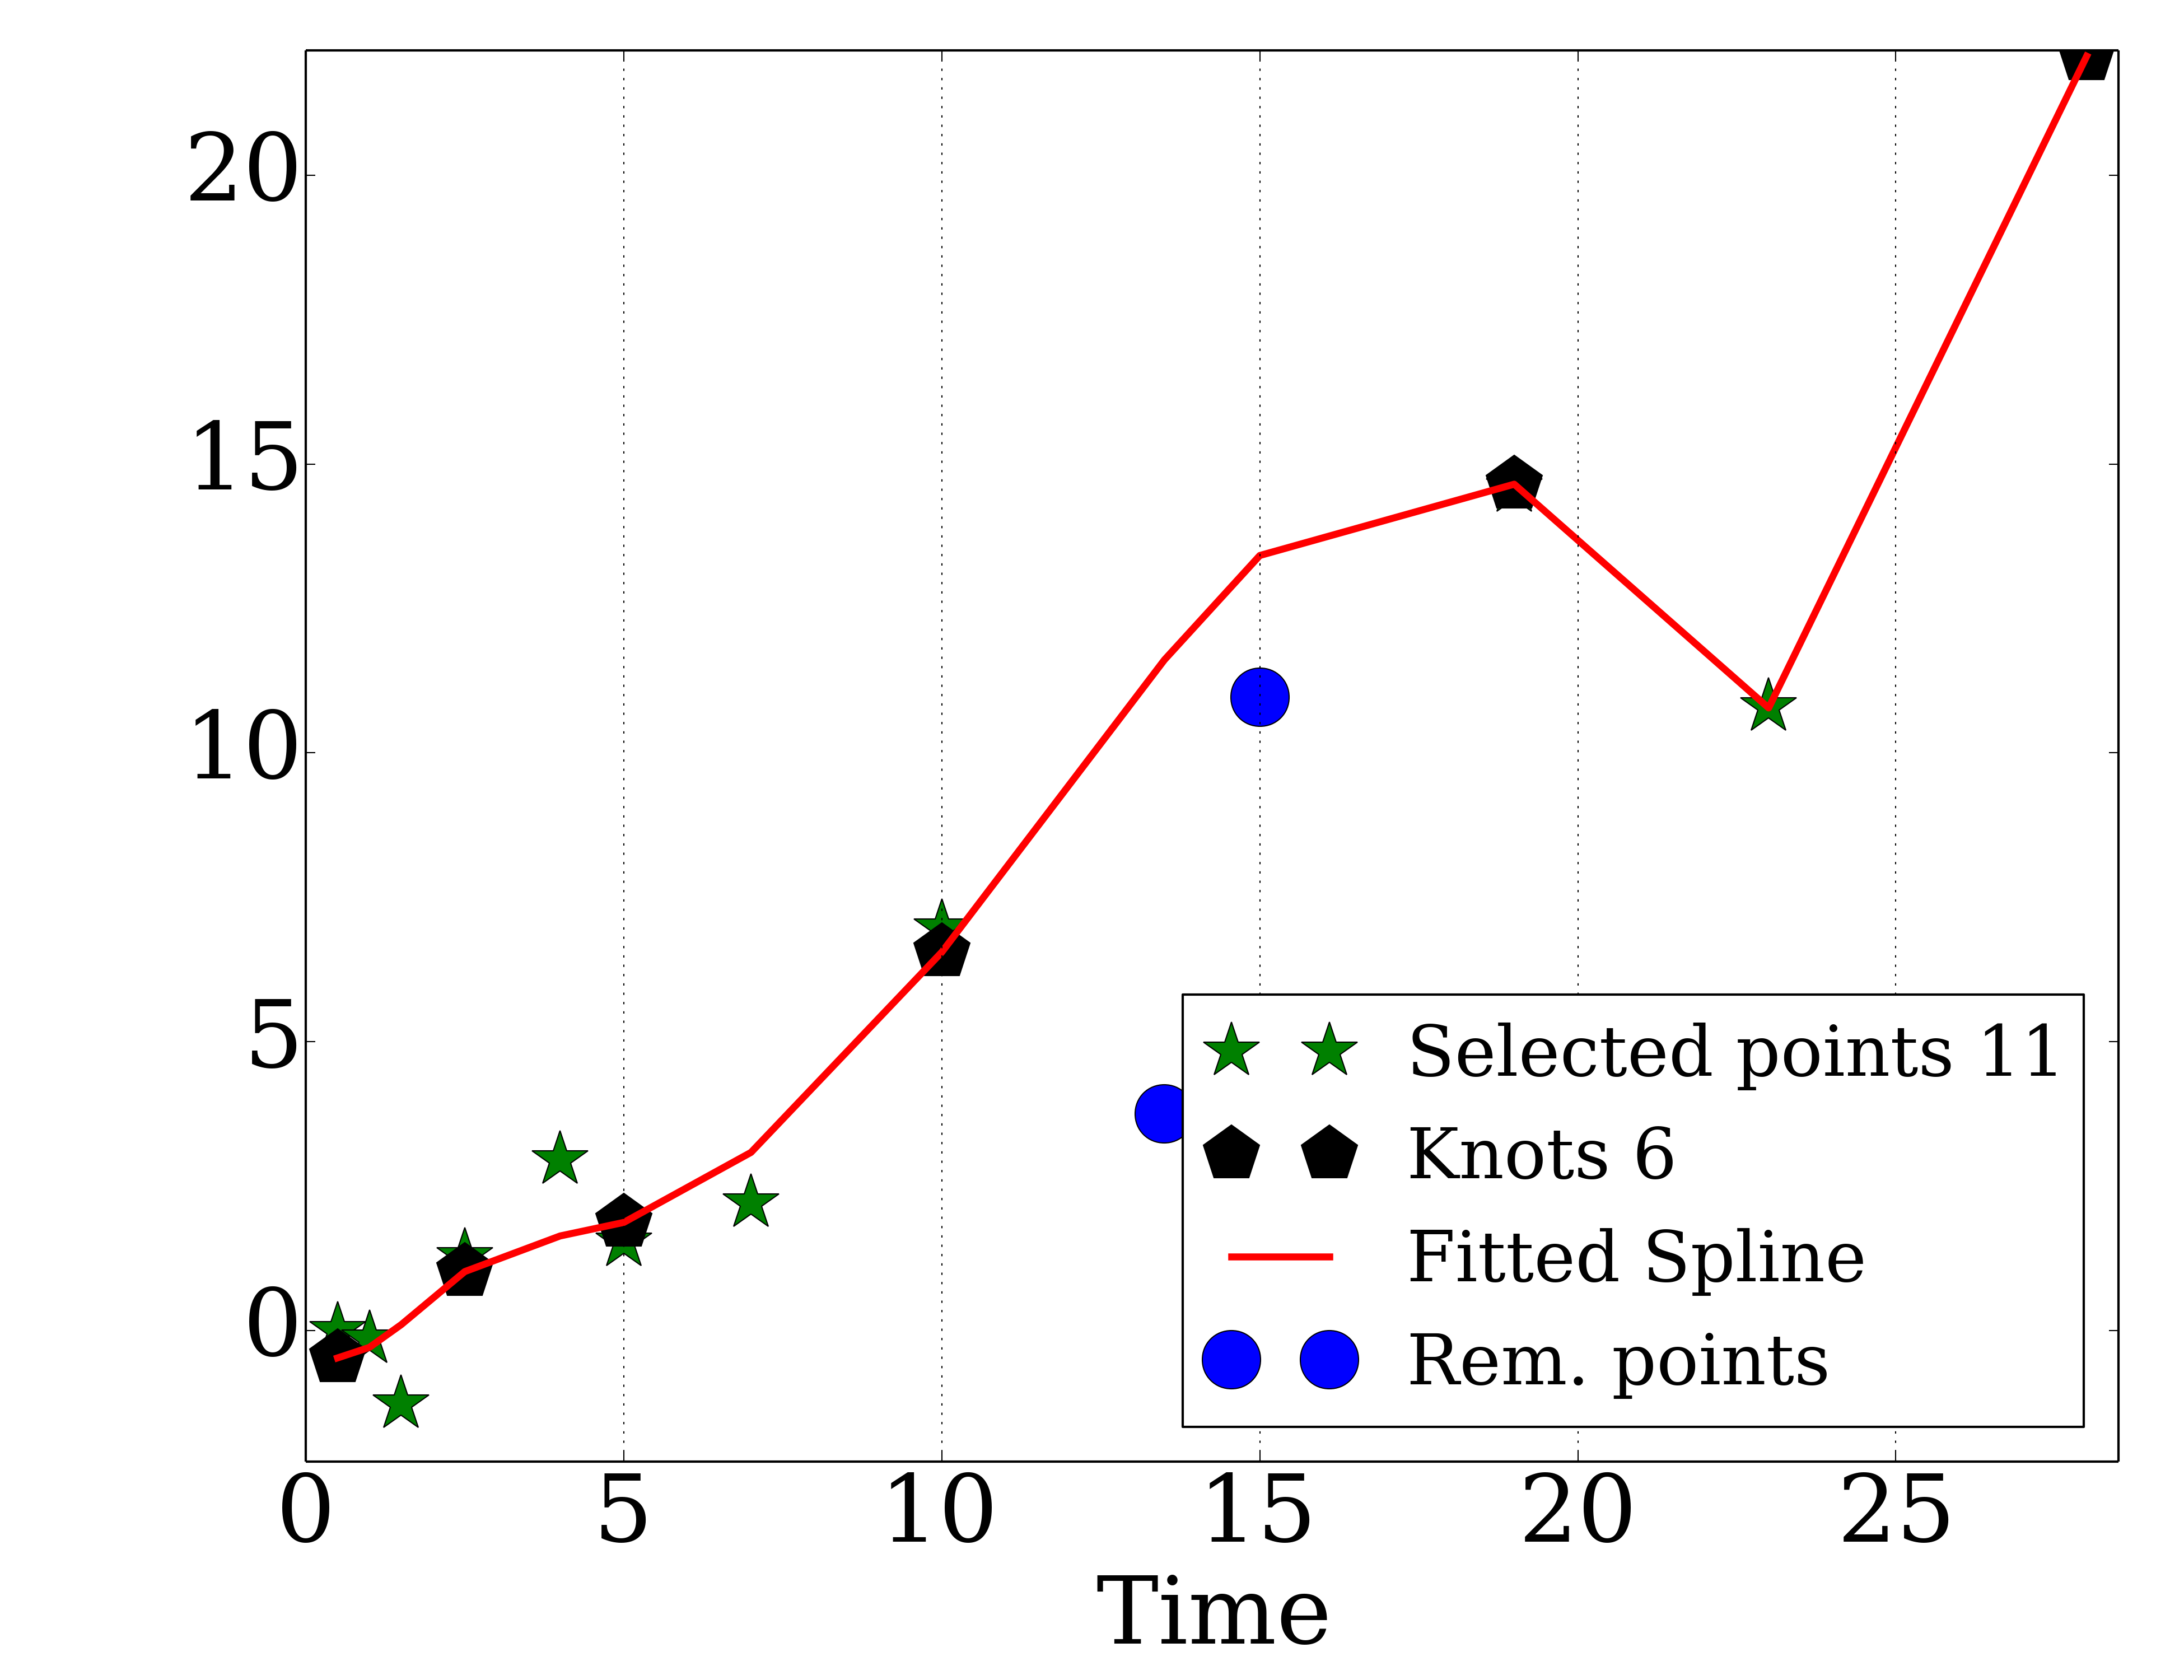 20
15
10
5
0
Selected points 11
Knots 6
Fitted Spline
Rem. points
0 5 10 15 20 25
Time